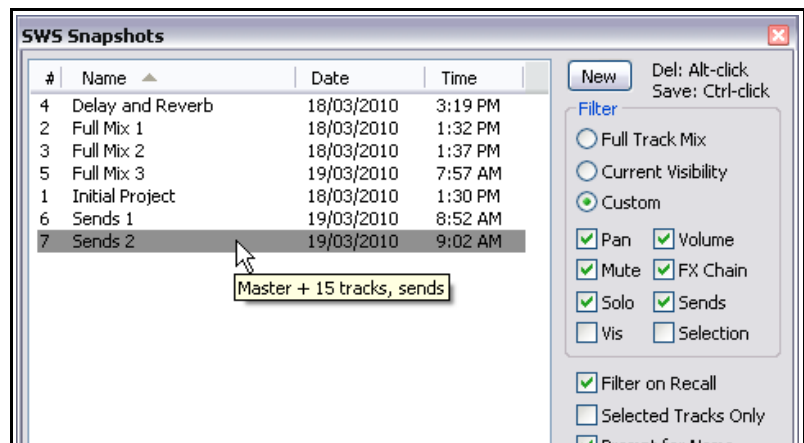 SWS Snapshots
# Name Date Time
4 Delay and Reverb 18/03/2010 3:19 PM
2 Full Mix 1 18/03/2010 1:32 PM
3 Full Mix 2 18/03/2010 1:37 PM
5 Full Mix 3 19/03/2010 7:57 AM
1 Initial Project 18/03/2010 1:30 PM
6 Sends 1 19/03/2010 8:52 AM
7 Sends 2 19/03/2010 9:02 AM
Master + 15 tracks, sends
New
Del: Alt-click
Save: Ctrl-click
Filter
Full Track Mix
Current Visibility
Custom
Pan Volume
Mute FX Chain
Solo Sends
Vis Selection
Filter on Recall
Selected Tracks Only